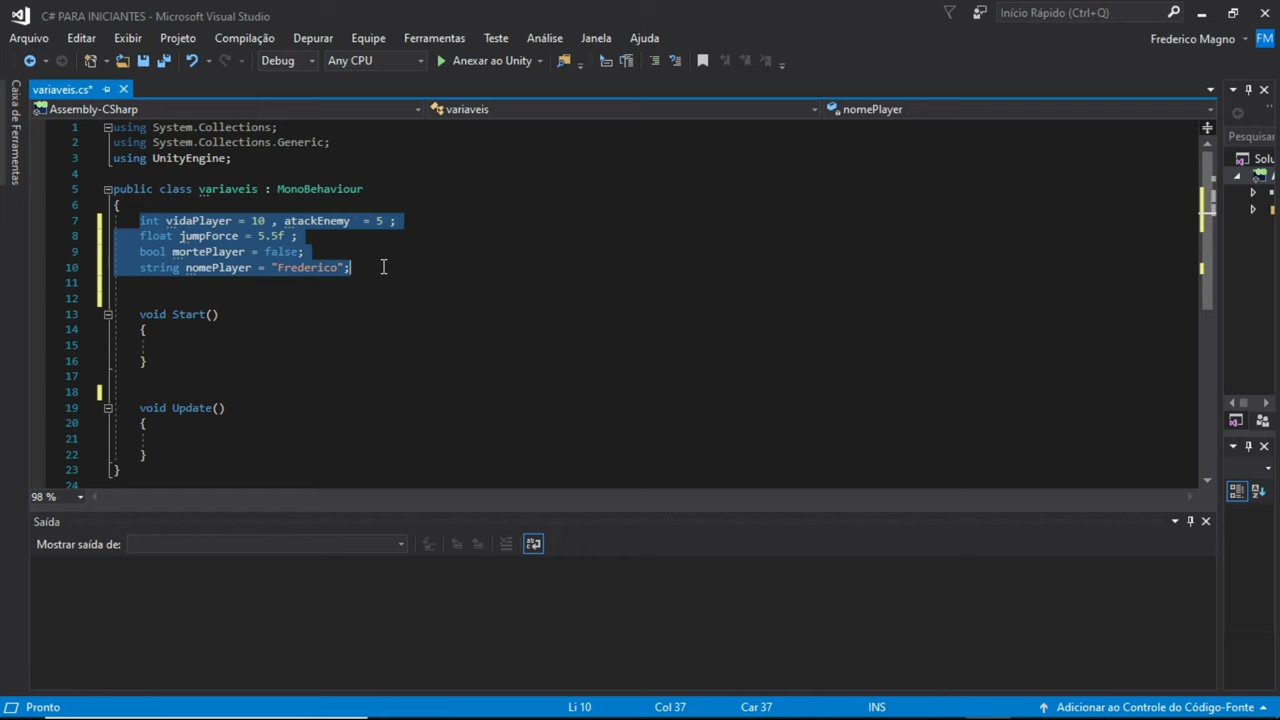 C# PARA INICIANTES - Microsoft Visual Studio
Início Rápido (Ctrl+Q)
Arquivo Editar Exibir Projeto Compilação Depurar Equipe Ferramentas Teste Análise Janela Ajuda
Frederico Magno FM
Debug Any CPU Anexar ao Unity
variaveis.cs*
Assembly-CSharp variaveis nomePlayer
Caixa de Ferramentas
Pesquisar
Solu
1 using System.Collections;
2 using System.Collections.Generic;
3 using UnityEngine;
4
5 public class variaveis : MonoBehaviour
6 {
7 int vidaPlayer = 10 , atackEnemy = 5 ;
8 float jumpForce = 5.5f ;
9 bool mortePlayer = false;
10 string nomePlayer = "Frederico";
11
12
13 void Start()
14 {
15
16 }
17
18
19 void Update()
20 {
21
22 }
23 }
24
98 %
Saída
Mostrar saída de:
Pronto Li 10 Col 37 Car 37 INS Adicionar ao Controle do Código-Fonte